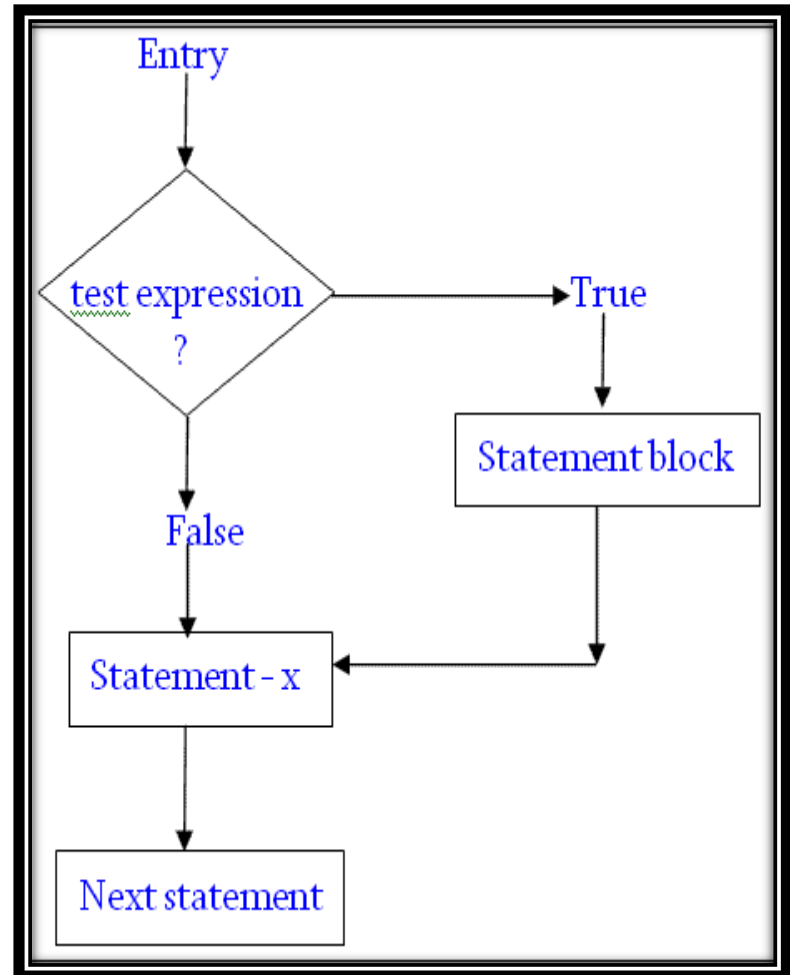 Entry
test expression
?
True
Statement block
False
Statement - x
Next statement